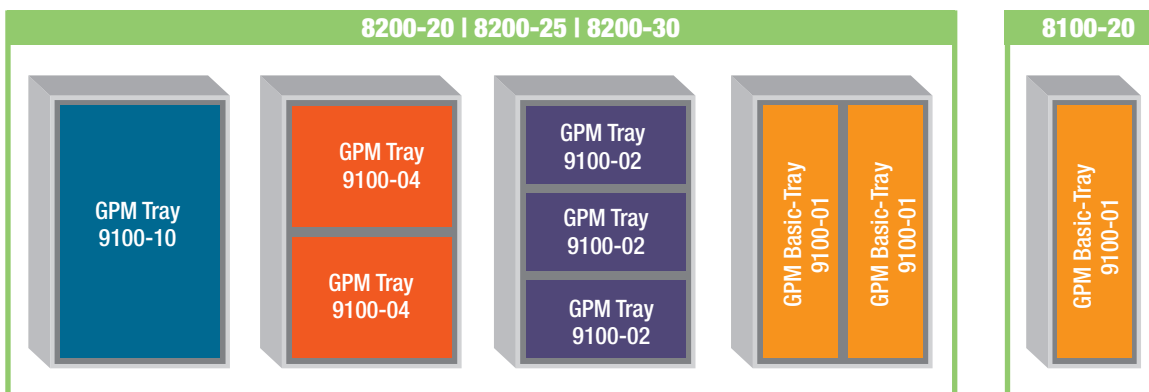 8200-20 | 8200-25 | 8200-30
8100-20
GPM Tray
9100-10
GPM Tray
9100-04
GPM Tray
9100-04
GPM Tray
9100-02
GPM Tray
9100-02
GPM Tray
9100-02
GPM Basic-Tray
9100-01
GPM Basic-Tray
9100-01
GPM Basic-Tray
9100-01